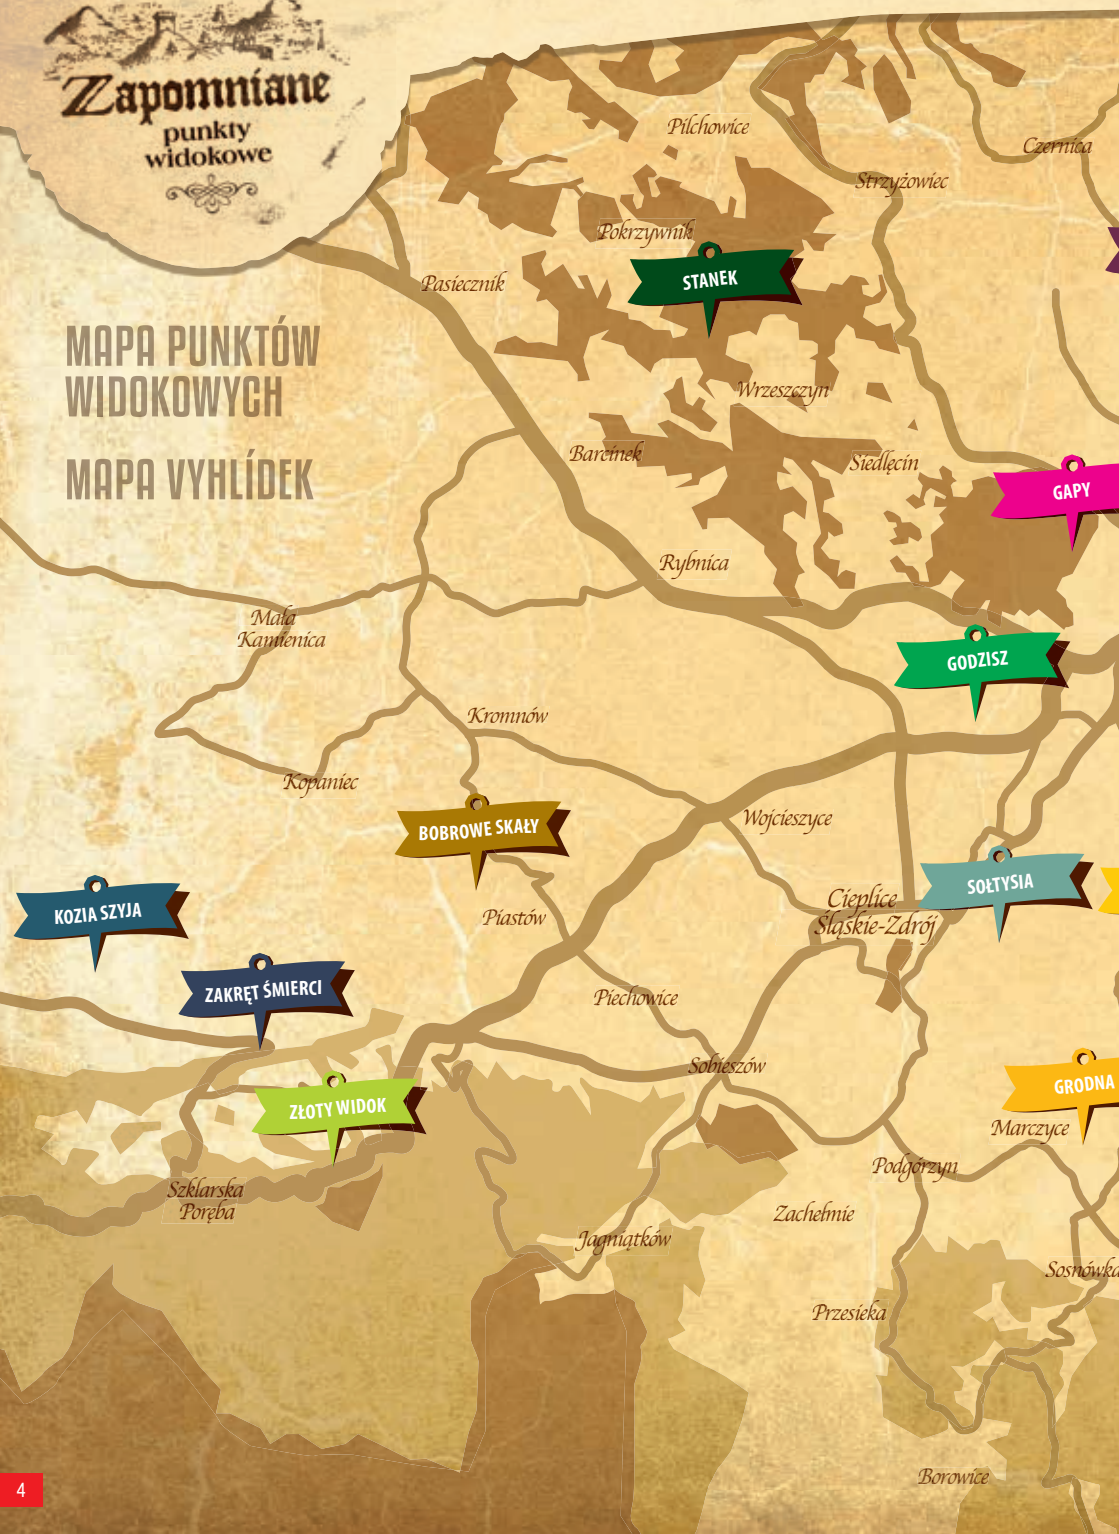 Zapomniane
punkty
widokowe
MAPA PUNKTÓW
WIDOKOWYCH
MAPA VYHLÍDEK
Pilchowice
Czernica
Strzyżowiec
Pokrzywnik
STANEK
Pasiecznik
Wrzeszczyn
Barcinek
Siedlęcin
GAPY
Rybnica
Mała
Kamienica
GODZISZ
Kromnów
Kopaniec
BOBROWE SKAŁY
Wojcieszyce
SOŁTYSIA
Cieplice
Śląskie-Zdrój
KOZIA SZYJA
Piastów
ZAKRĘT ŚMIERCI
Piechowice
Sobieszów
GRODNA
ZŁOTY WIDOK
Marczyce
Podgórzyn
Szklarska
Poręba
Zachełmie
Jagniątków
Sosnówka
Przesieka
Borowice
4